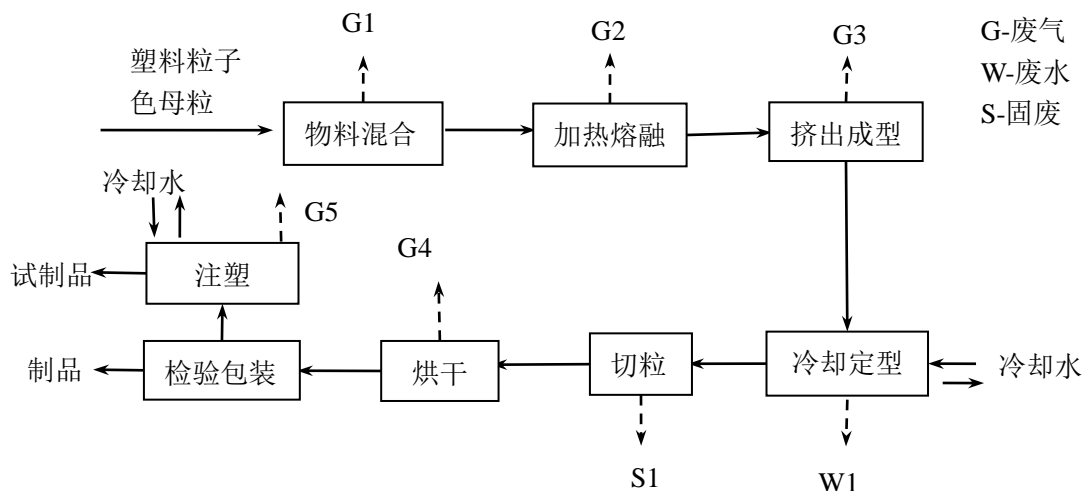 G1
G2
G3
G-废气
W-废水
S-固废
塑料粒子
色母粒
物料混合
加热熔融
挤出成型
冷却水
G5
G4
试制品
注塑
制品
检验包装
烘干
切粒
冷却定型
冷却水
S1
W1